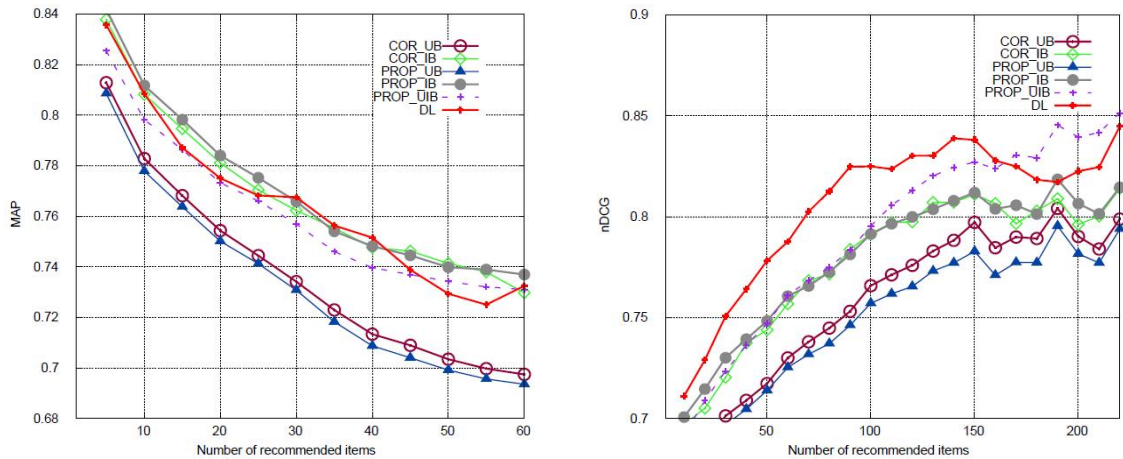 0.84
0.82
0.8
0.78
0.76
0.74
0.72
0.7
0.68
MAP
10
20
30
40
50
60
Number of recommended items
COR_UB
COR_IB
PROP_UB
PROP_IB
PROP_UIB
DL
0.9
0.85
0.8
0.75
0.7
nDCG
50
100
150
200
Number of recommended items
COR_UB
COR_IB
PROP_UB
PROP_IB
PROP_UIB
DL